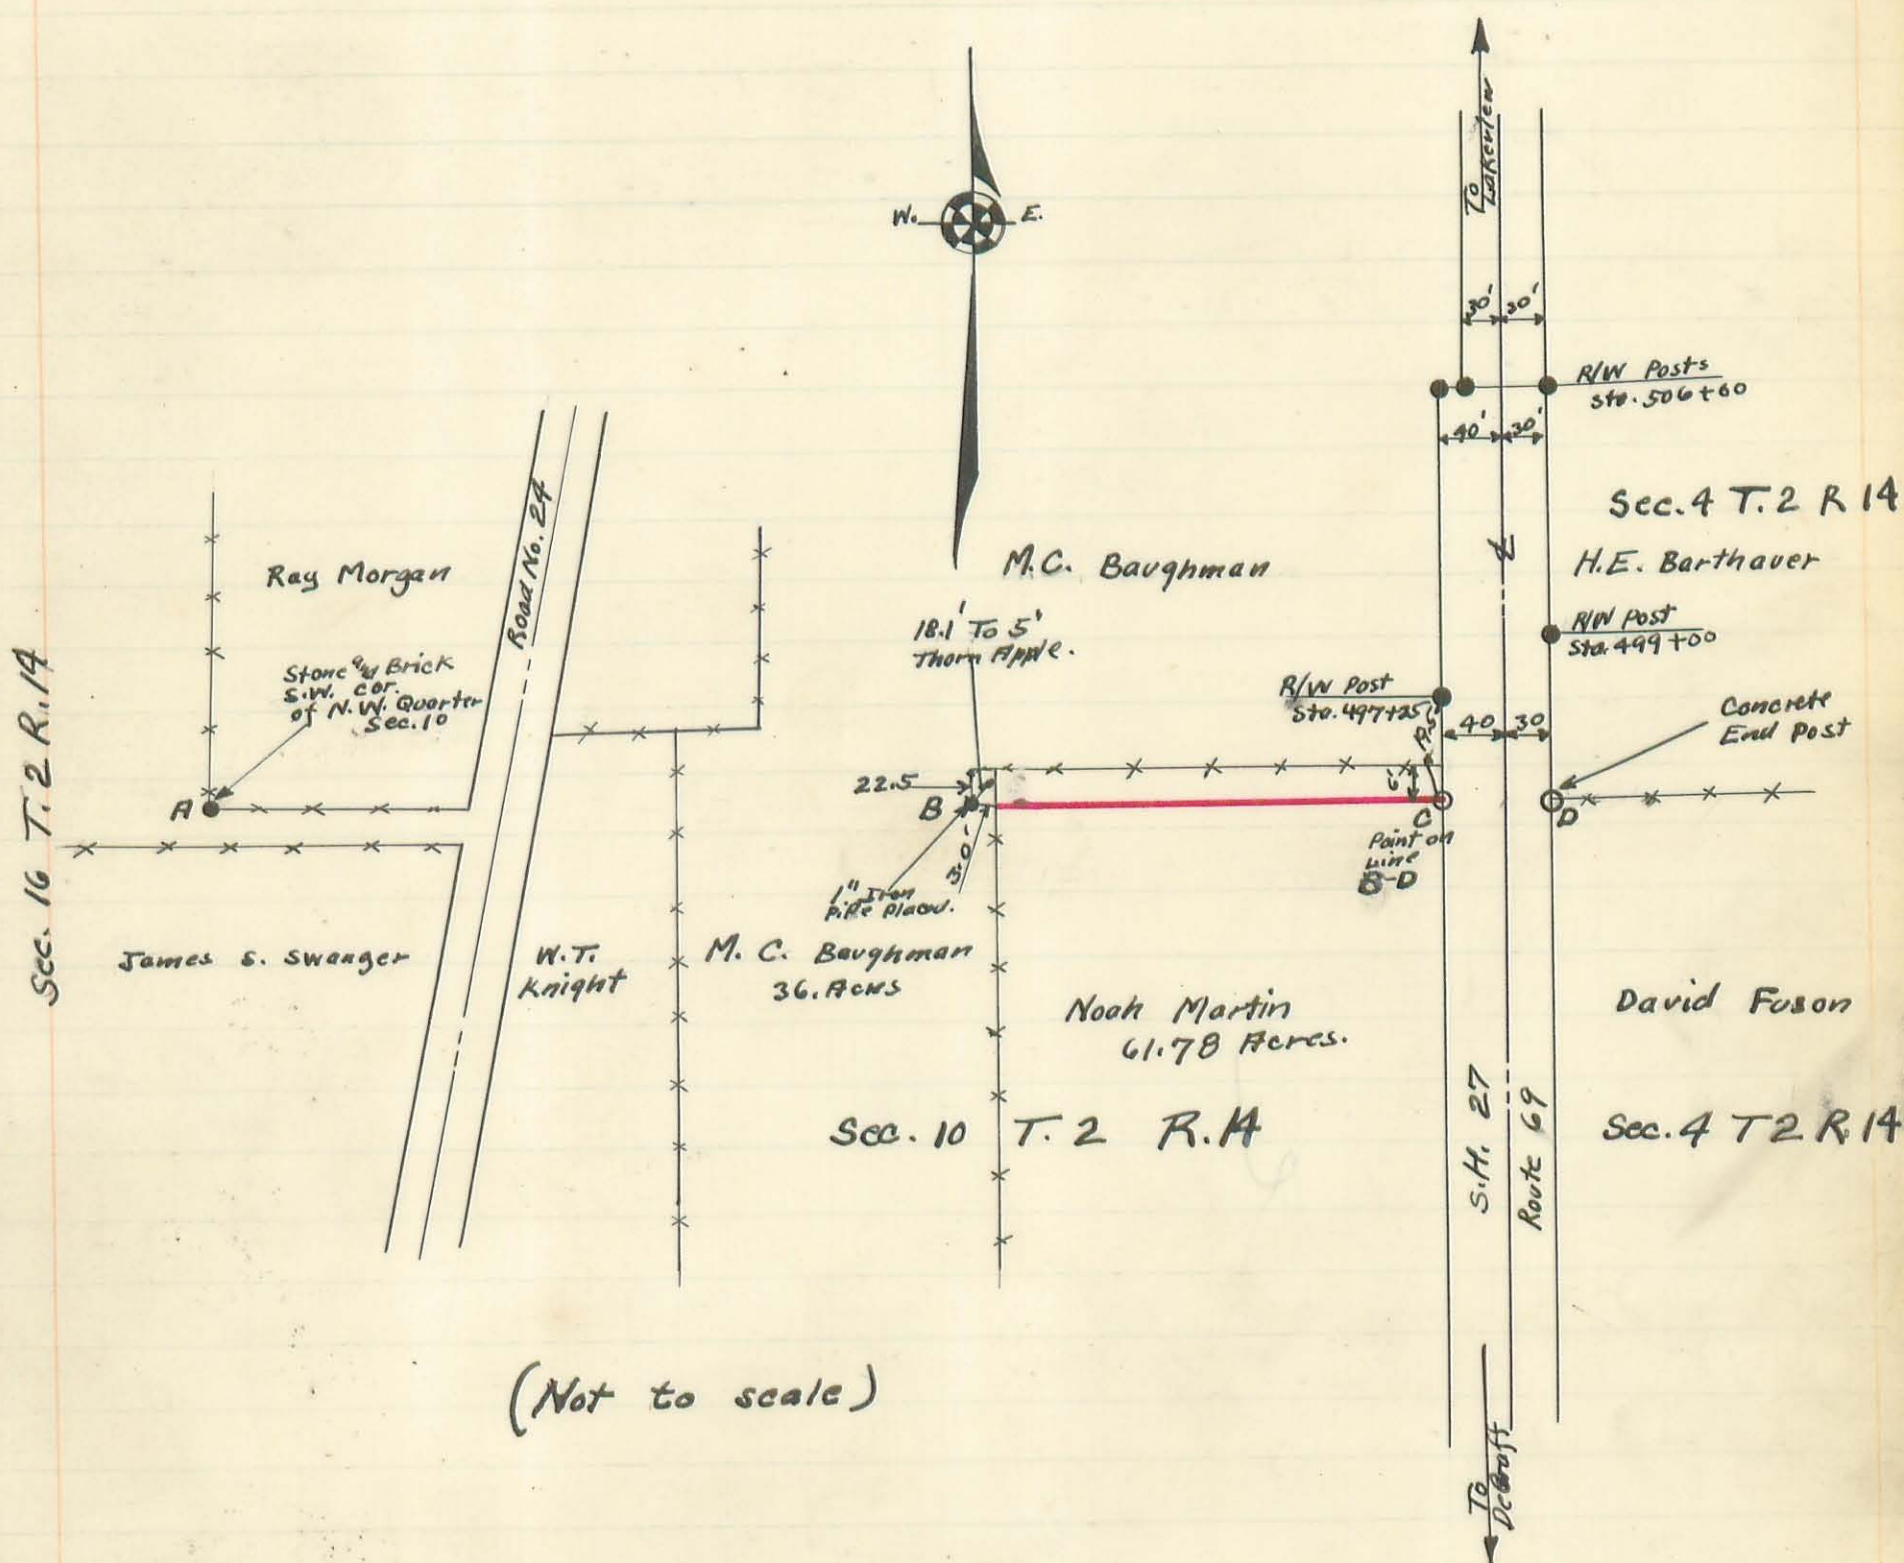 To
Lakeview
W. E.
30' 30'
R/W Posts
Sta. 506+60
40' 30'
Sec. 4 T. 2 R 14
H.E. Barthauer
R/W Post
Sta. 499+00
M.C. Baughman
Road No. 24
Ray Morgan
Stone and Brick
S.W. cor.
of N.W. Quarter
Sec. 10
18.1' To 5'
Thorn Apple.
R/W Post
Sta. 497+25
40 30
Concrete
End Post
Sec. 16 T. 2 R. 14
A
22.5
B
6'
C
D
Point on
Line
B-D
3.0'
1" Iron
Pipe placed.
James S. Swanger
W.T.
Knight
M. C. Baughman
36. Acres
Noah Martin
61.78 Acres.
David Fuson
Sec. 10 T. 2 R. 14
S.H. 27
Route 69
Sec. 4 T 2 R. 14
(Not to scale)
To
DeGraff